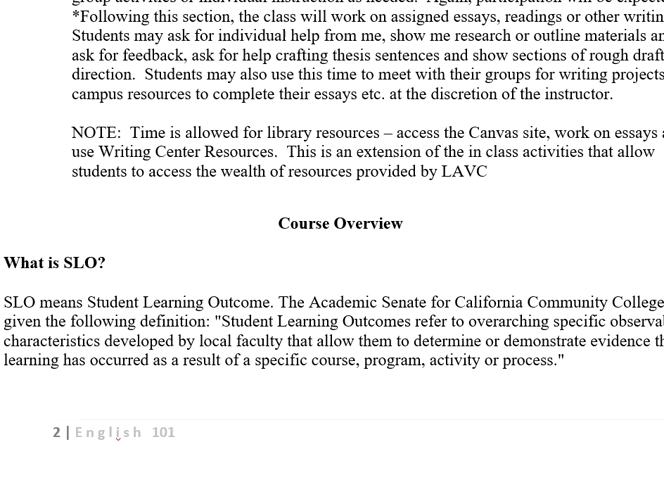 group activities or individual instruction as needed. Again, participation will be
*Following this section, the class will work on assigned essays, readings or other
Students may ask for individual help from me, show me research or outline materials
ask for feedback, ask for help crafting thesis sentences and show sections of rough
direction. Students may also use this time to meet with their groups for writing projects
campus resources to complete their essays etc. at the discretion of the instructor.
NOTE: Time is allowed for library resources – access the Canvas site, work on essays
use Writing Center Resources. This is an extension of the in class activities that allow
students to access the wealth of resources provided by LAVC
Course Overview
What is SLO?
SLO means Student Learning Outcome. The Academic Senate for California Community College
given the following definition: "Student Learning Outcomes refer to overarching specific
characteristics developed by local faculty that allow them to determine or demonstrate evidence
learning has occurred as a result of a specific course, program, activity or process."
2 | English 101